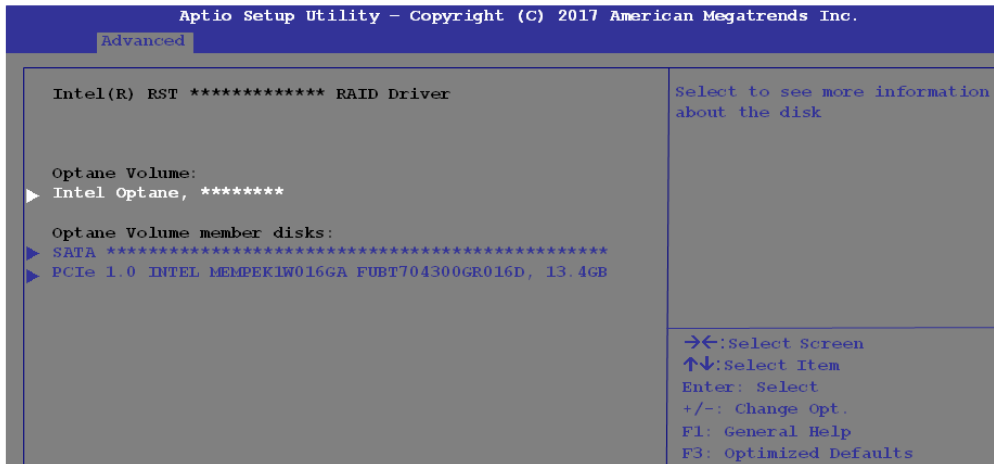 Aptio Setup Utility – Copyright (C) 2017 American Megatrends Inc.
Advanced
Intel(R) RST ************* RAID Driver
Optane Volume:
Intel Optane, ********
Optane Volume member disks:
SATA ************************************************
PCIe 1.0 INTEL MEMPEK1W016GA FUBT704300GR016D, 13.4GB
Select to see more information
about the disk
→←:Select Screen
↑↓:Select Item
Enter: Select
+/-: Change Opt.
F1: General Help
F3: Optimized Defaults